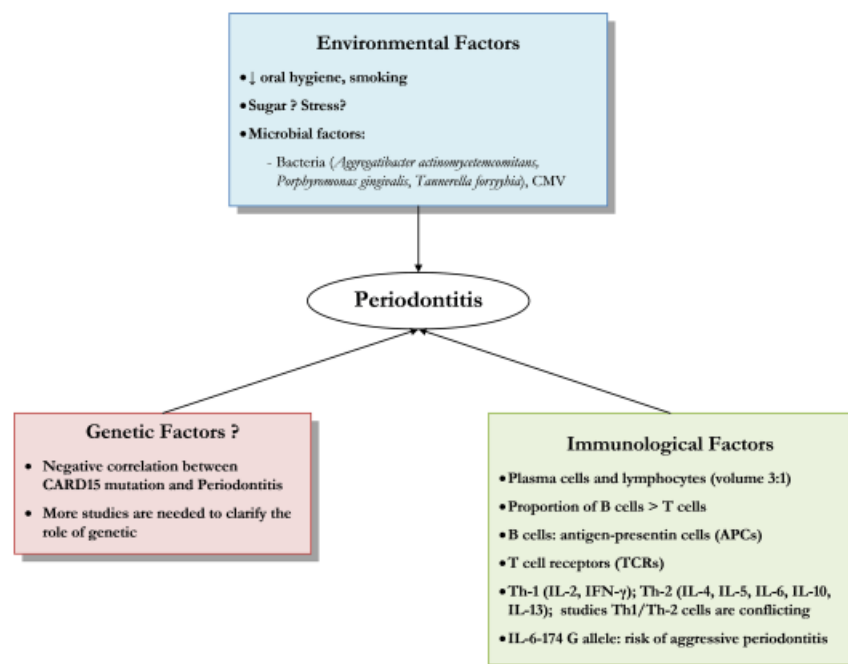 Environmental Factors
•↓ oral hygiene, smoking
•Sugar ? Stress?
•Microbial factors:
- Bacteria (Aggregatibacter actinomycetemcomitans,
Porphyromonas gingivalis, Tannerella forsyyhia), CMV
Periodontitis
Genetic Factors ?
• Negative correlation between
CARD15 mutation and Periodontitis
• More studies are needed to clarify the
role of genetic
Immunological Factors
•Plasma cells and lymphocytes (volume 3:1)
•Proportion of B cells > T cells
•B cells: antigen-presentin cells (APCs)
•T cell receptors (TCRs)
•Th-1 (IL-2, IFN-γ); Th-2 (IL-4, IL-5, IL-6, IL-10,
IL-13); studies Th1/Th-2 cells are conflicting
•IL-6-174 G allele: risk of aggressive periodontitis